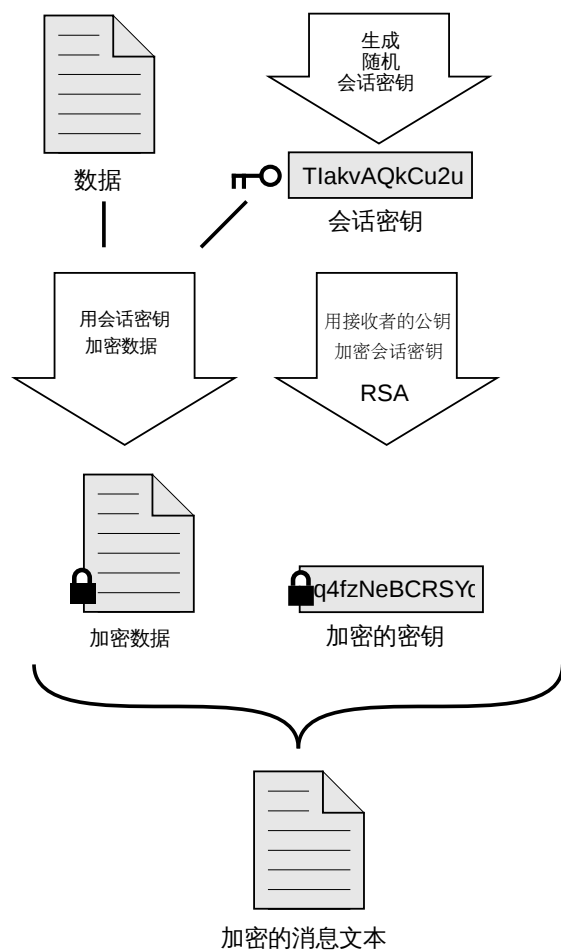 生成
随机
会话密钥
TIakvAQkCu2u
数据
会话密钥
用会话密钥
加密数据
用接收者的公钥
加密会话密钥
RSA
q4fzNeBCRSYc
加密数据
加密的密钥
加密的消息文本